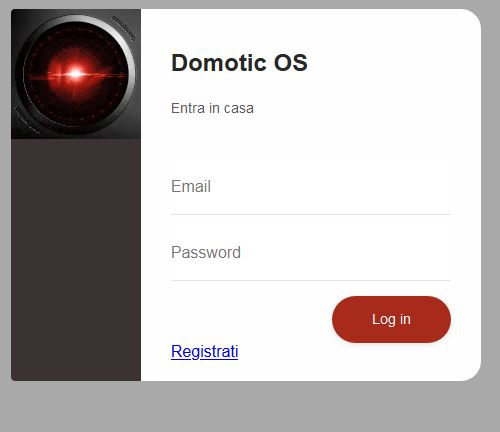 Domotic OS
Entra in casa
Email
Password
Log in
Registrati